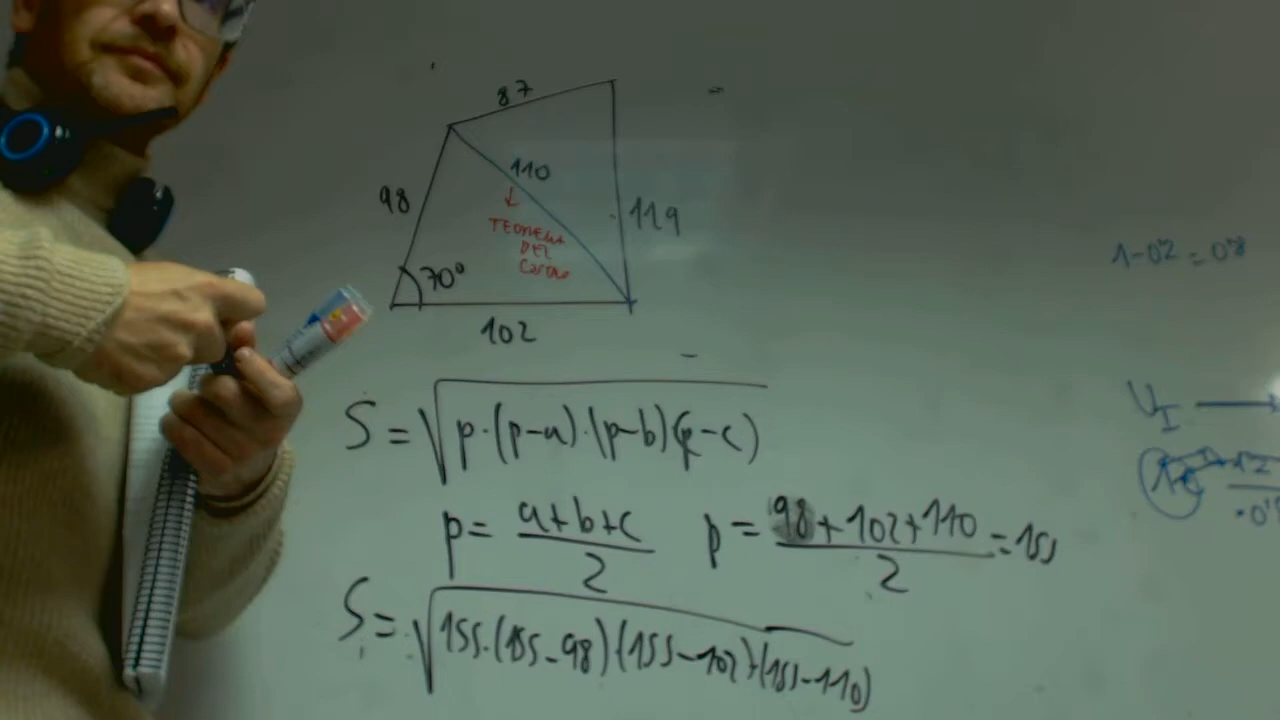 87
98
110
↓
TEOREMA
DEL
COSENO
119
70º
102
1-02 = 08
S = √p·(p-a)·(p-b)(p-c)
p = a+b+c / 2 p = 98+102+110 / 2 = 155
S = √155·(155-98)(155-102)·(155-110)